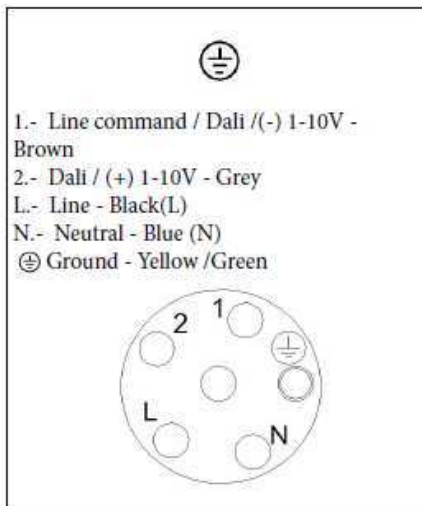 1.- Line command / Dali /(-) 1-10V -
Brown
2.- Dali / (+) 1-10V - Grey
L.- Line - Black(L)
N.- Neutral - Blue (N)
⏚ Ground - Yellow /Green
1
2
L
N